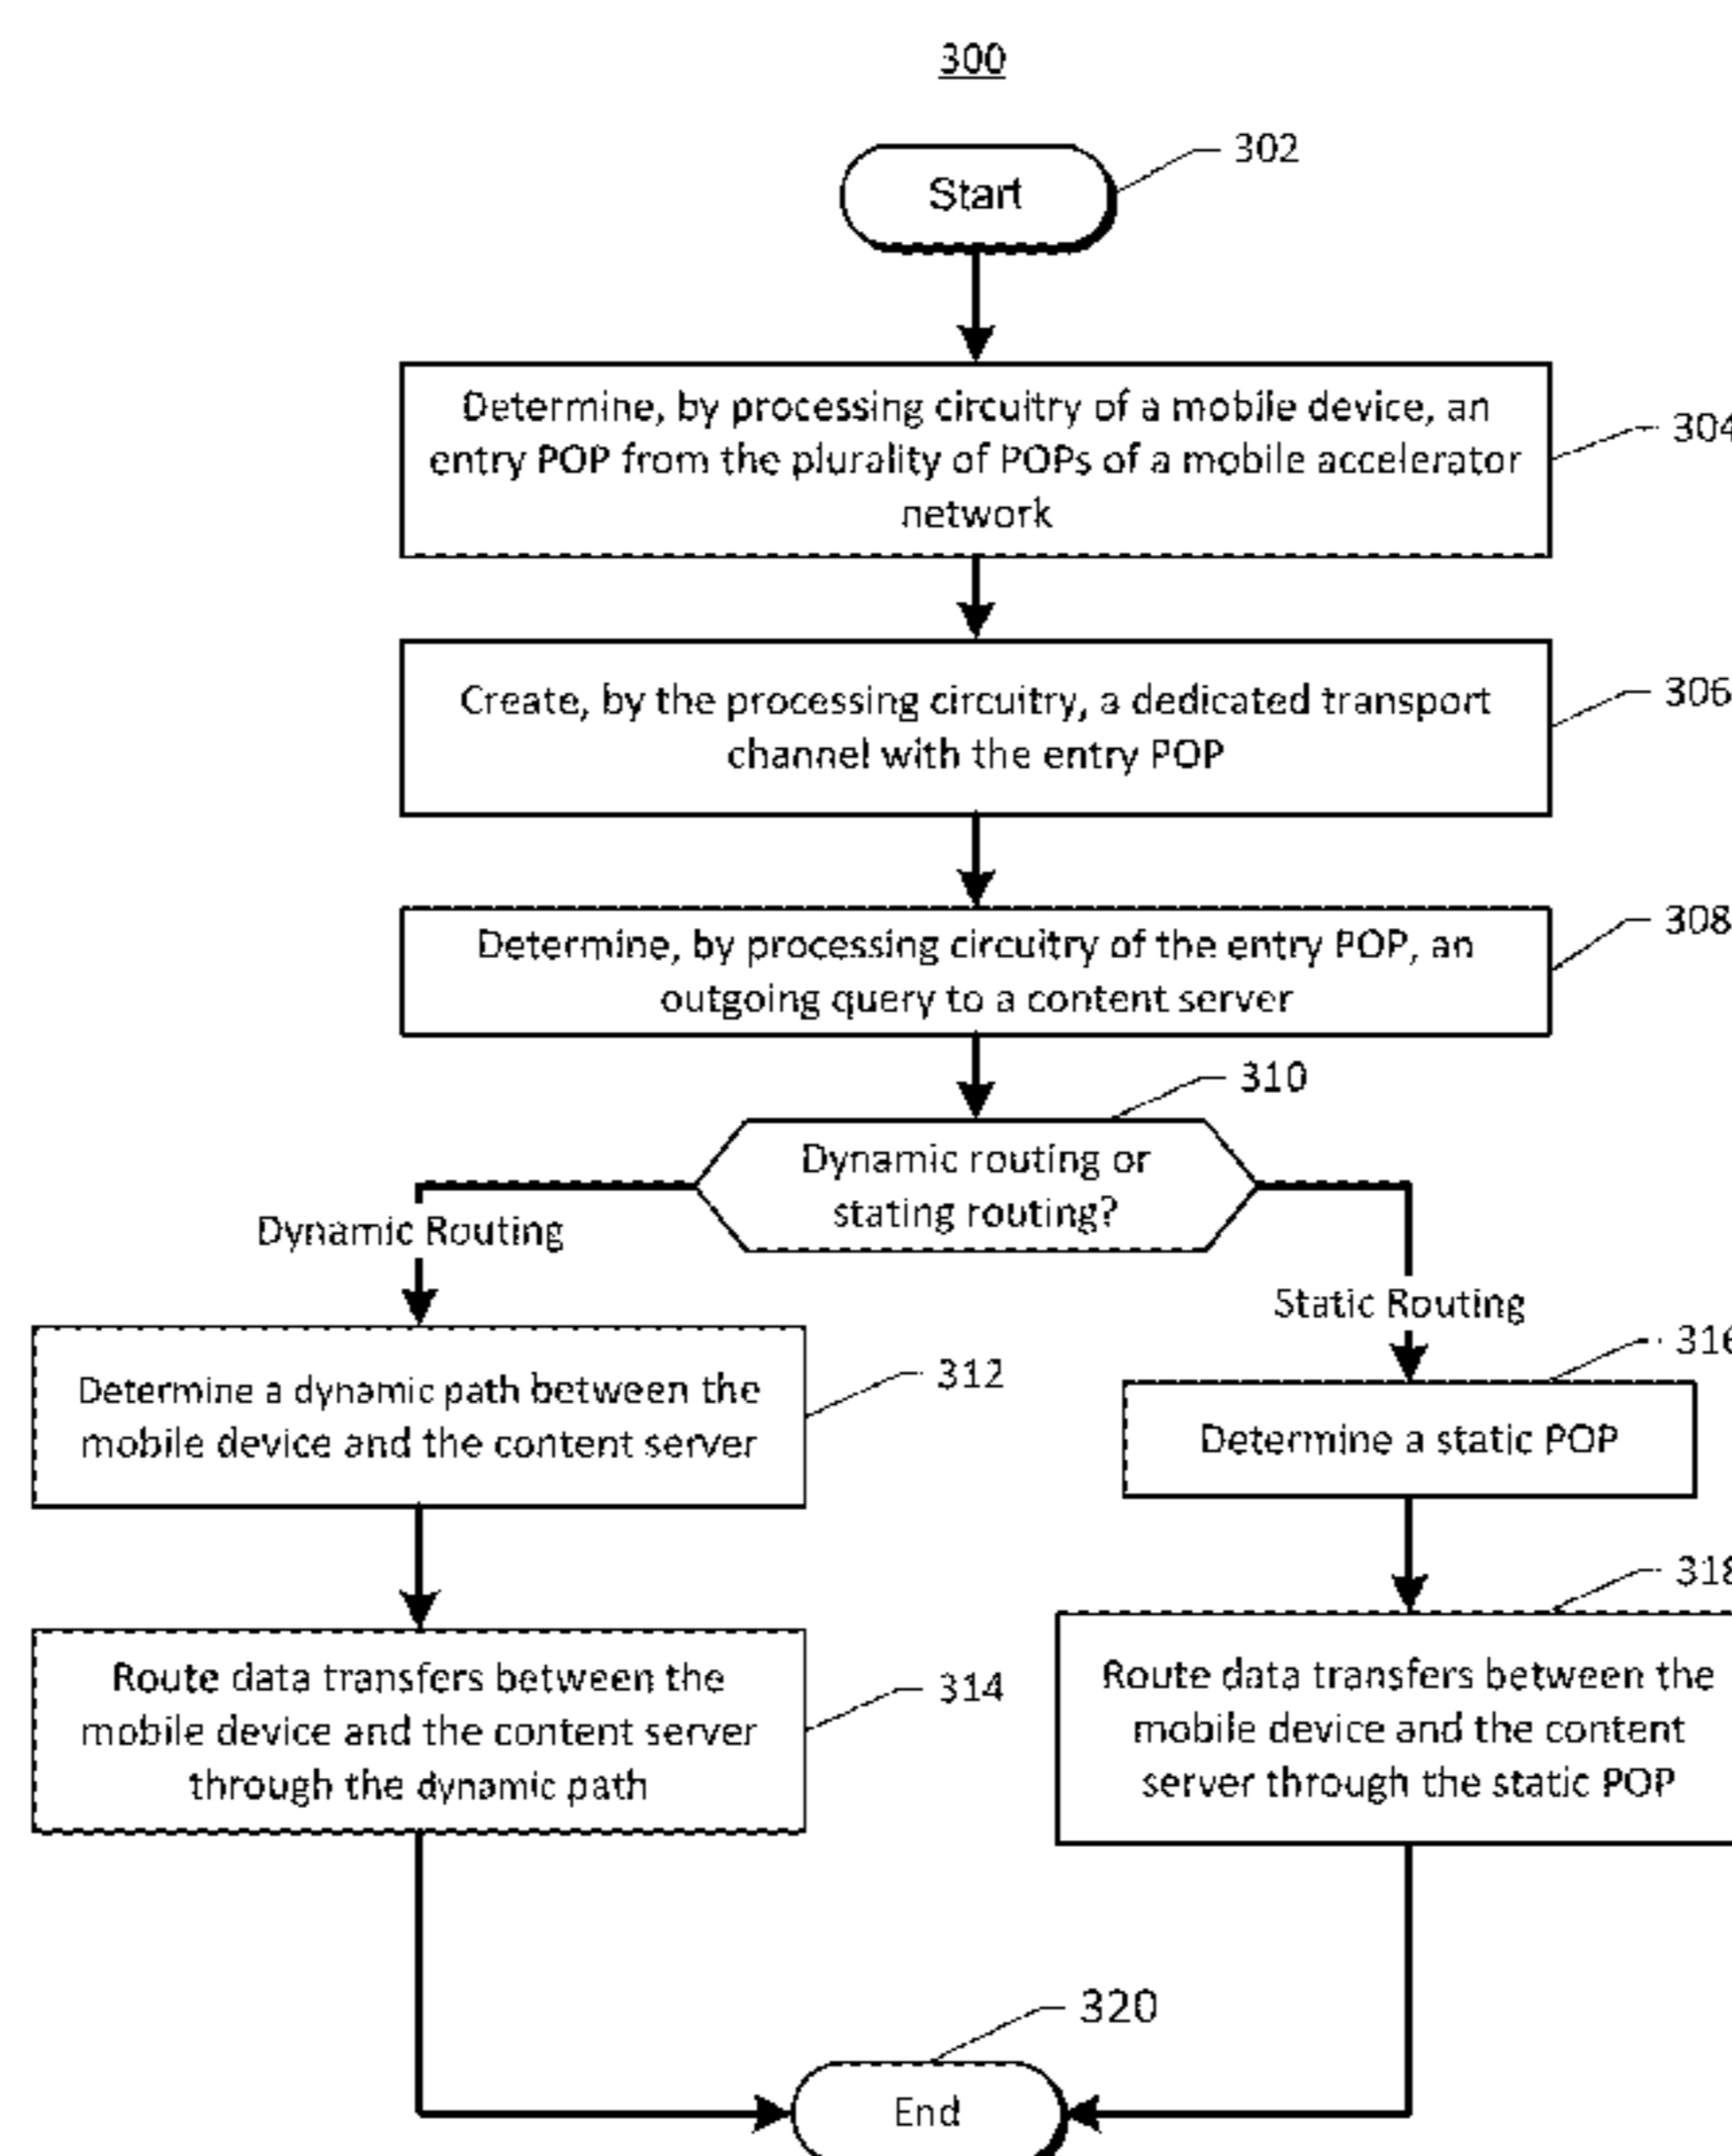 300
302
Start
304
Determine, by processing circuitry of a mobile device, an
entry POP from the plurality of POPs of a mobile accelerator
network
306
Create, by the processing circuitry, a dedicated transport
channel with the entry POP
308
Determine, by processing circuitry of the entry POP, an
outgoing query to a content server
310
Dynamic routing or
stating routing?
Dynamic Routing
Static Routing
312
Determine a dynamic path between the
mobile device and the content server
316
Determine a static POP
314
Route data transfers between the
mobile device and the content server
through the dynamic path
318
Route data transfers between the
mobile device and the content
server through the static POP
320
End